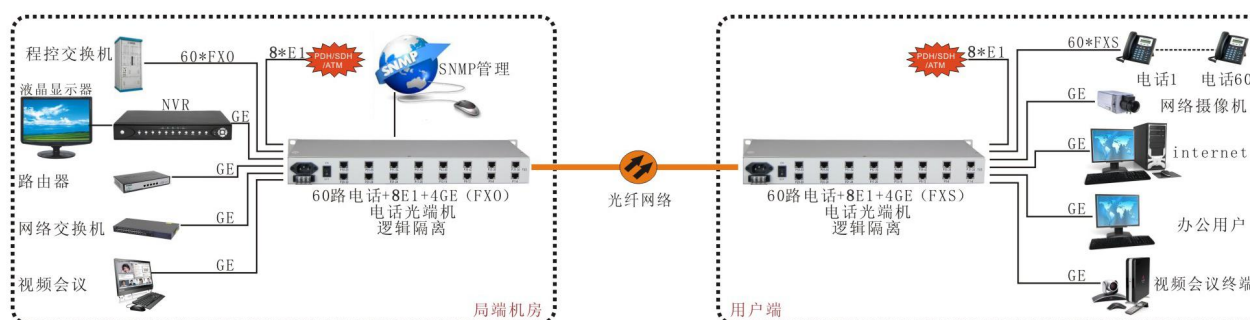 程控交换机
60*FXO
8*E1
PDH/SDH
/ATM
SNMP
SNMP管理
液晶显示器
NVR
GE
路由器
GE
网络交换机
GE
视频会议
GE
60路电话+8E1+4GE(FXO)
电话光端机
逻辑隔离
局端机房
光纤网络
PDH/SDH
/ATM
8*E1
60*FXS
电话1
电话60
GE
网络摄像机
GE
internet
GE
办公用户
GE
视频会议终端
60路电话+8E1+4GE(FXS)
电话光端机
逻辑隔离
用户端